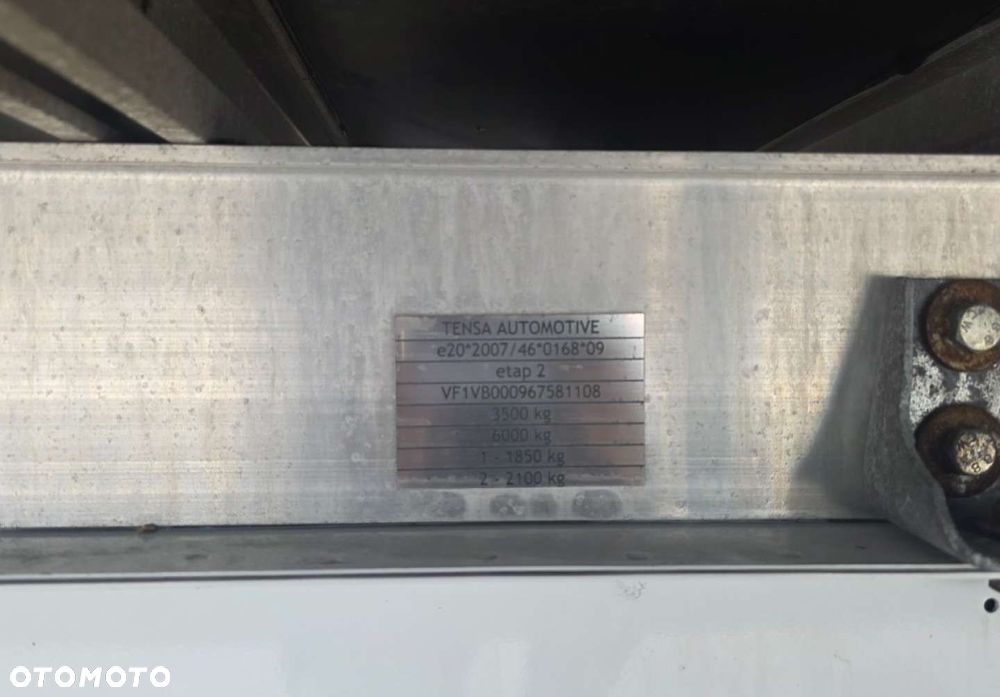 TENSA AUTOMOTIVE
e20*2007/46*0168*09
etap 2
VF1VB000967581108
3500 kg
6000 kg
1 - 1850 kg
2 - 2100 kg
OTOMOTO